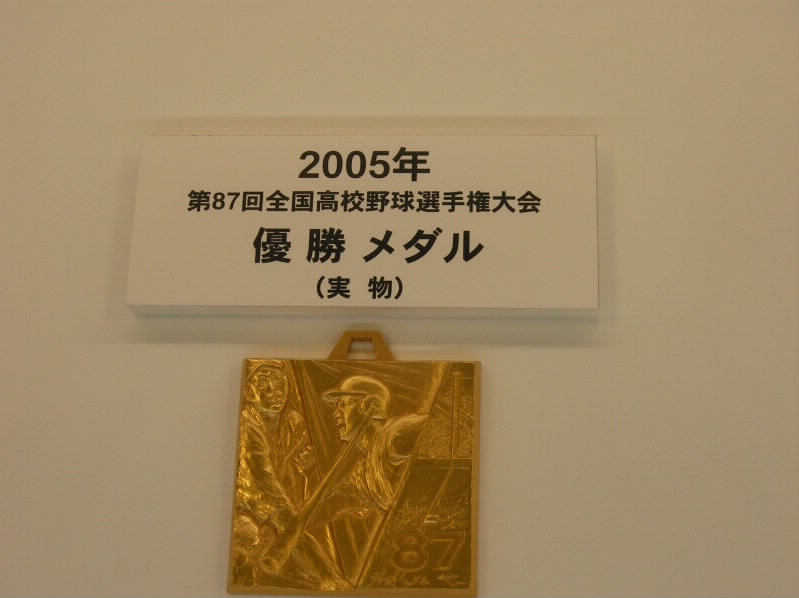 2005年
第87回全国高校野球選手権大会
優勝 メダル
（実 物）
87